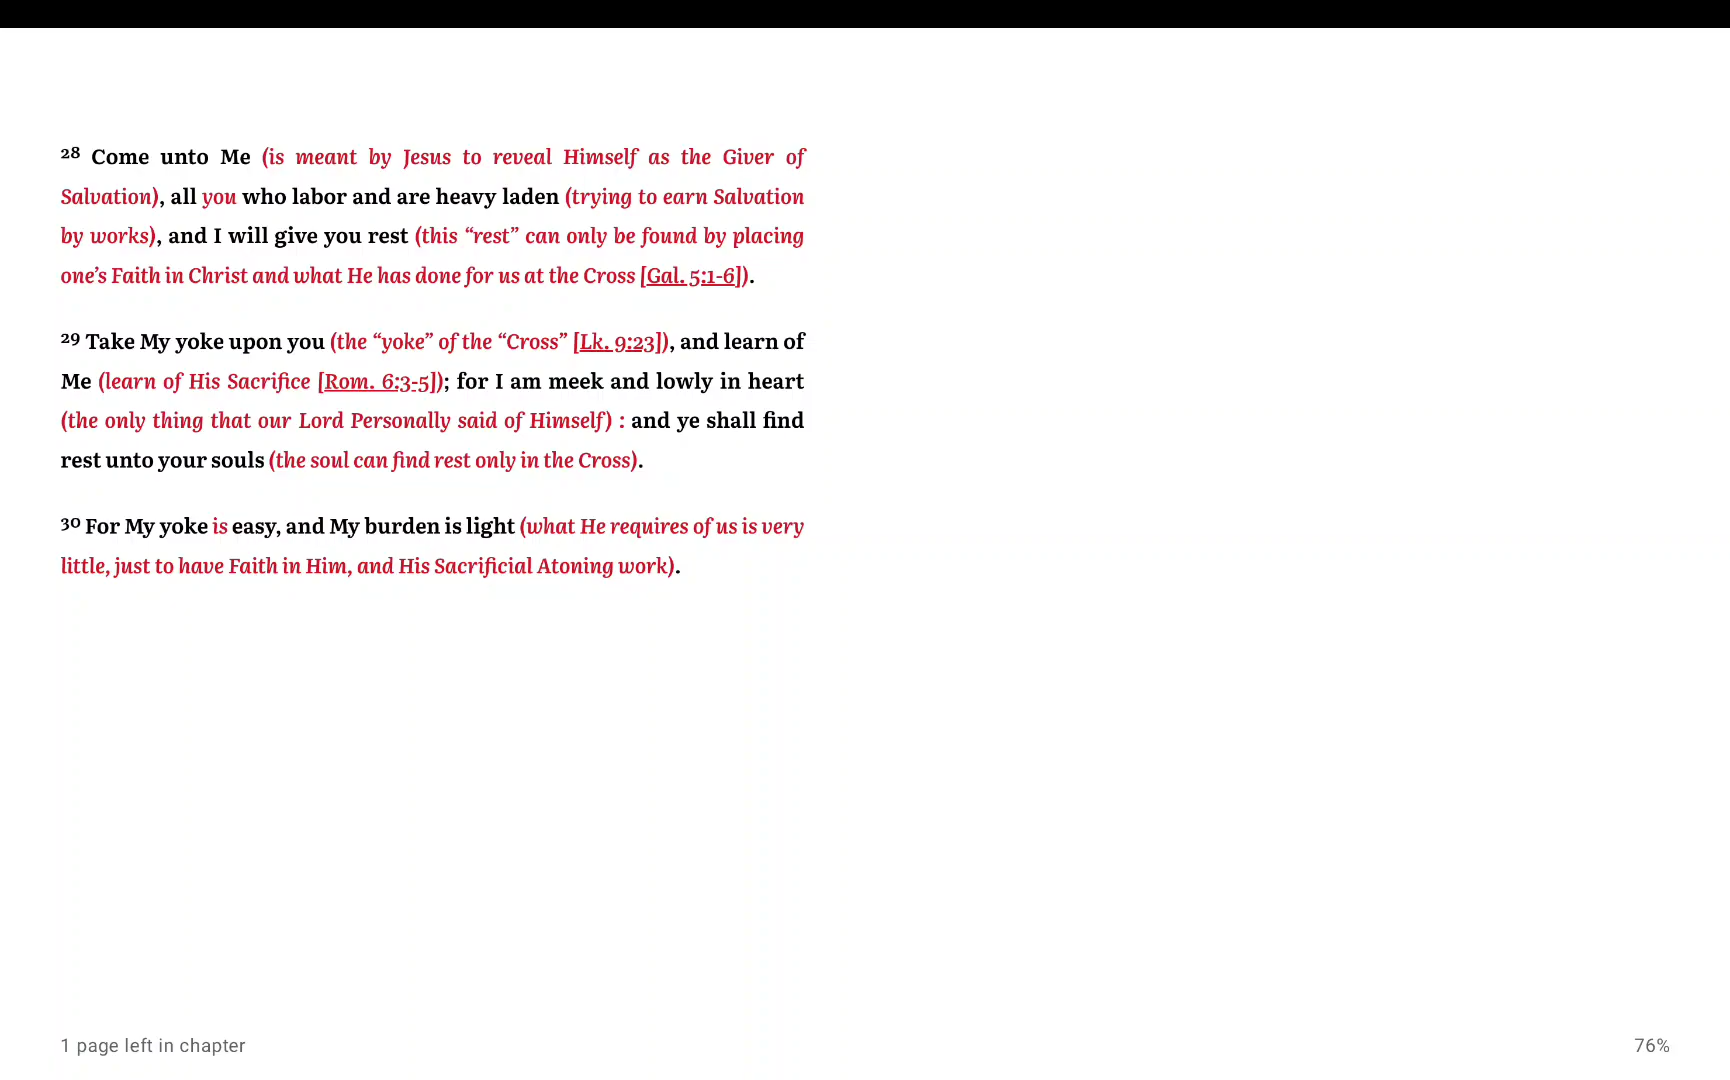 28 Come unto Me (is meant by Jesus to reveal Himself as the Giver of
Salvation), all you who labor and are heavy laden (trying to earn Salvation
by works), and I will give you rest (this “rest” can only be found by placing
one’s Faith in Christ and what He has done for us at the Cross [Gal. 5:1-6]).
29 Take My yoke upon you (the “yoke” of the “Cross” [Lk. 9:23]), and learn of
Me (learn of His Sacrifice [Rom. 6:3-5]); for I am meek and lowly in heart
(the only thing that our Lord Personally said of Himself) : and ye shall find
rest unto your souls (the soul can find rest only in the Cross).
30 For My yoke is easy, and My burden is light (what He requires of us is very
little, just to have Faith in Him, and His Sacrificial Atoning work).
1 page left in chapter
76%